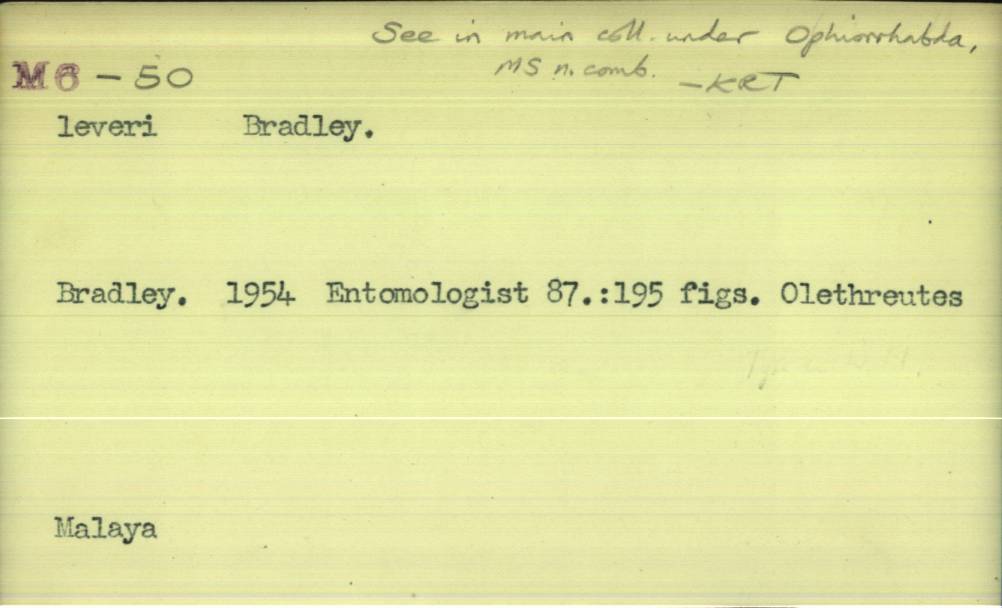 See in main coll. under Ophiorrhabda,
MS n. comb. -KRT
M6 - 50
leveri Bradley.
Bradley. 1954 Entomologist 87.:195 figs. Olethreutes
Malaya